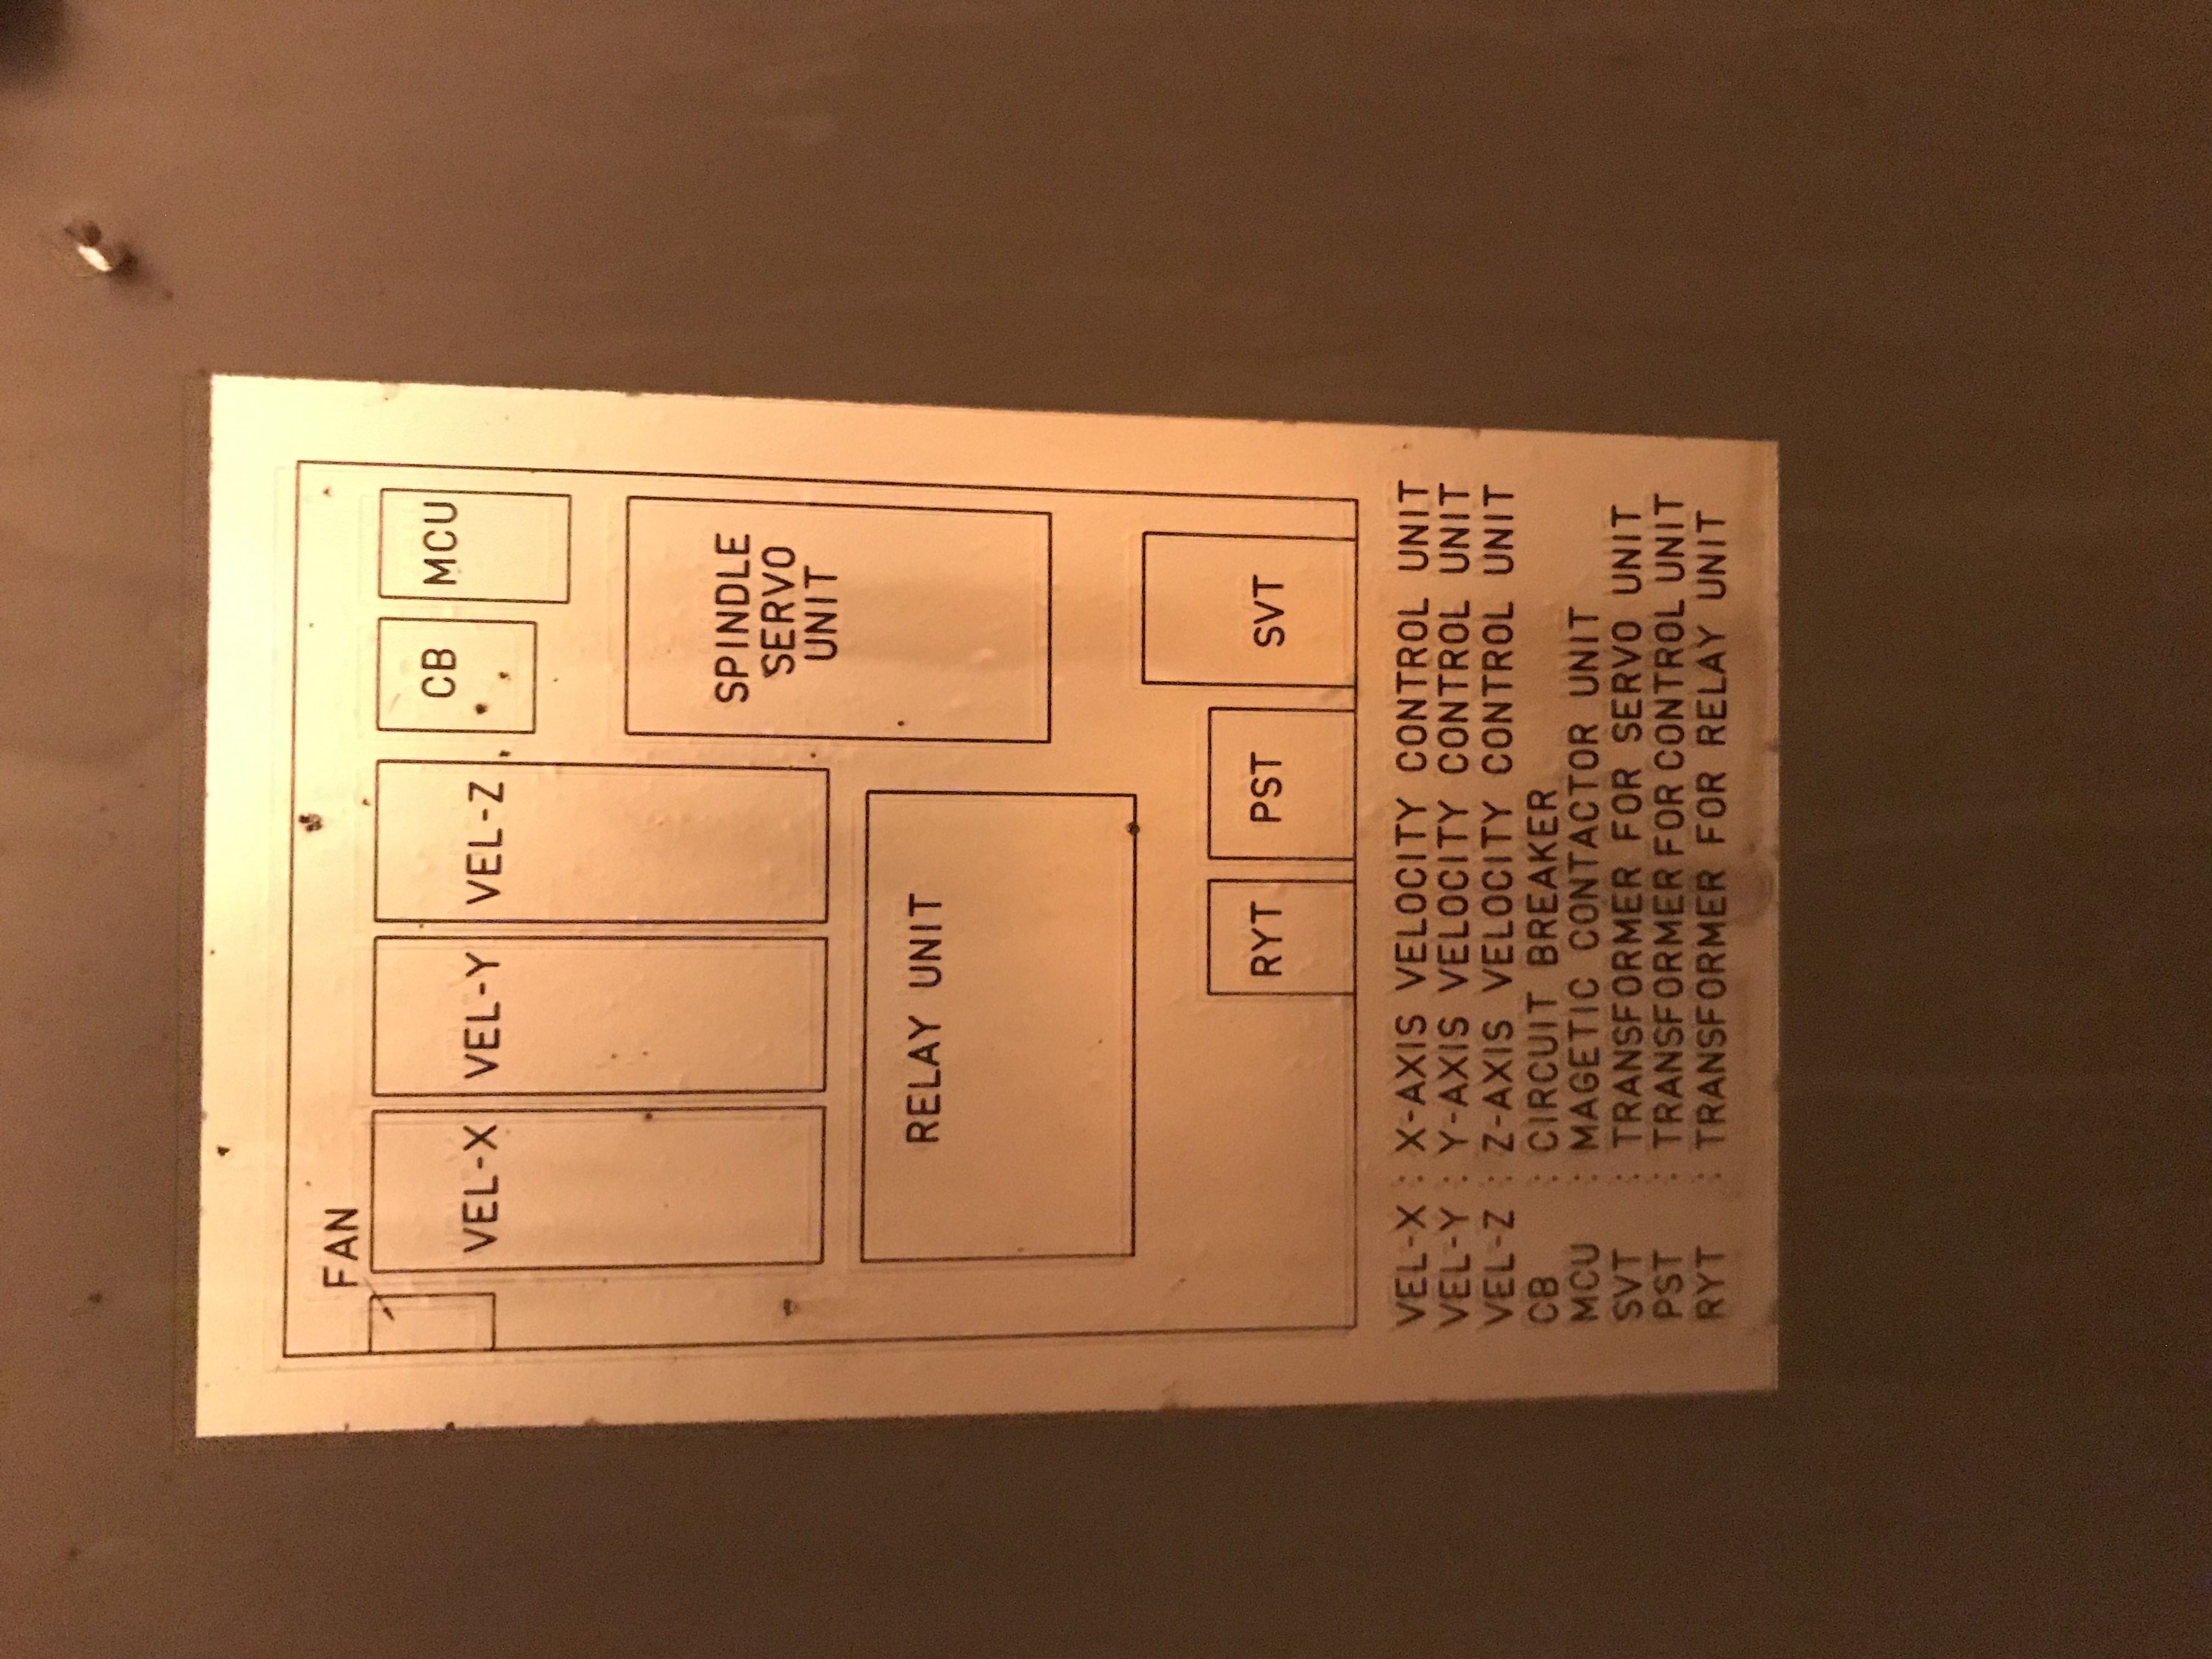 FAN
VEL-X VEL-Y VEL-Z CB MCU
SPINDLE
SERVO
UNIT
RELAY UNIT
RYT PST SVT
VEL-X : X-AXIS VELOCITY CONTROL UNIT
VEL-Y : Y-AXIS VELOCITY CONTROL UNIT
VEL-Z : Z-AXIS VELOCITY CONTROL UNIT
CB : CIRCUIT BREAKER
MCU : MAGETIC CONTACTOR UNIT
SVT : TRANSFORMER FOR SERVO UNIT
PST : TRANSFORMER FOR CONTROL UNIT
RYT : TRANSFORMER FOR RELAY UNIT